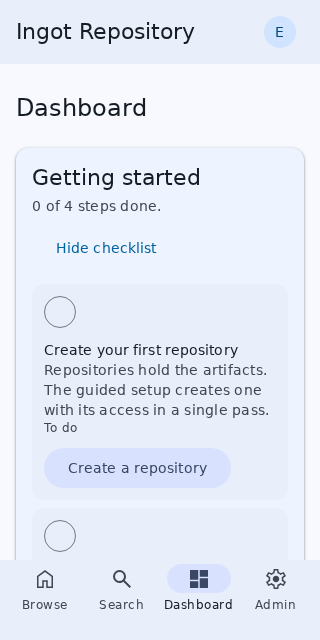 Ingot Repository
E
Dashboard
Getting started
0 of 4 steps done.
Hide checklist
Create your first repository
Repositories hold the artifacts.
The guided setup creates one
with its access in a single pass.
To do
Create a repository
Browse
Search
Dashboard
Admin